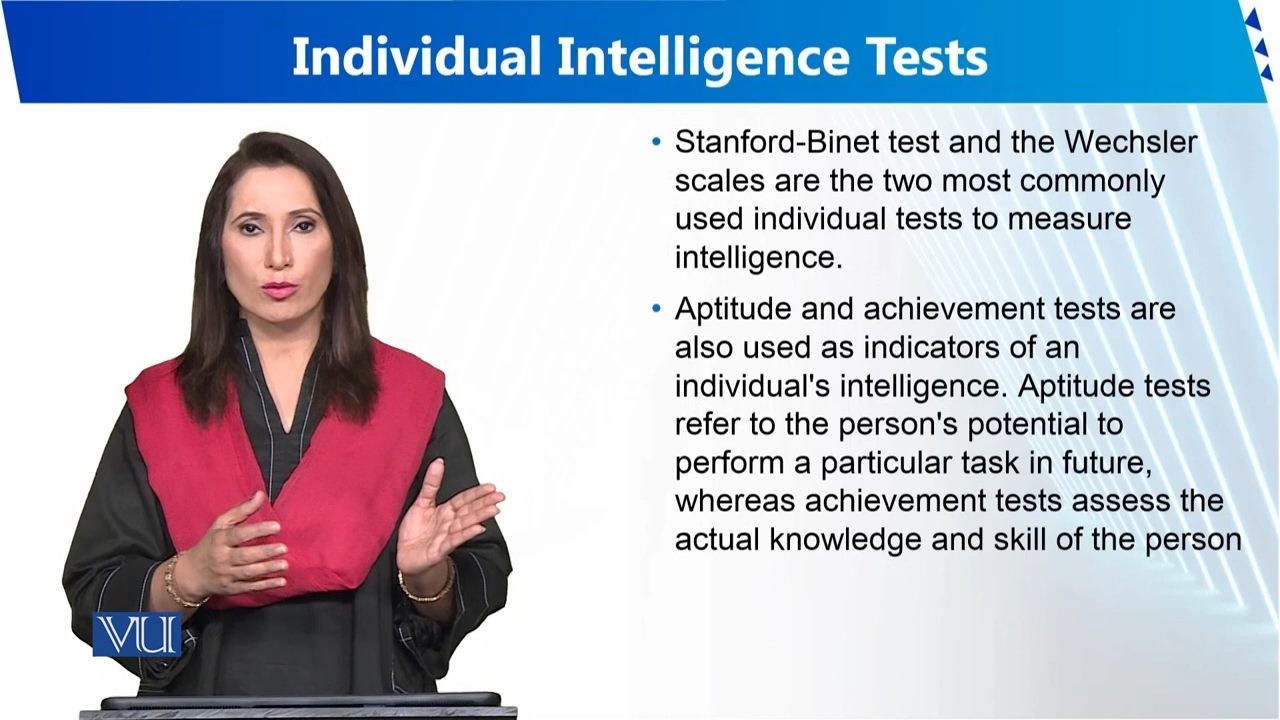 Individual Intelligence Tests
• Stanford-Binet test and the Wechsler
scales are the two most commonly
used individual tests to measure
intelligence.
• Aptitude and achievement tests are
also used as indicators of an
individual's intelligence. Aptitude tests
refer to the person's potential to
perform a particular task in future,
whereas achievement tests assess the
actual knowledge and skill of the person
VU